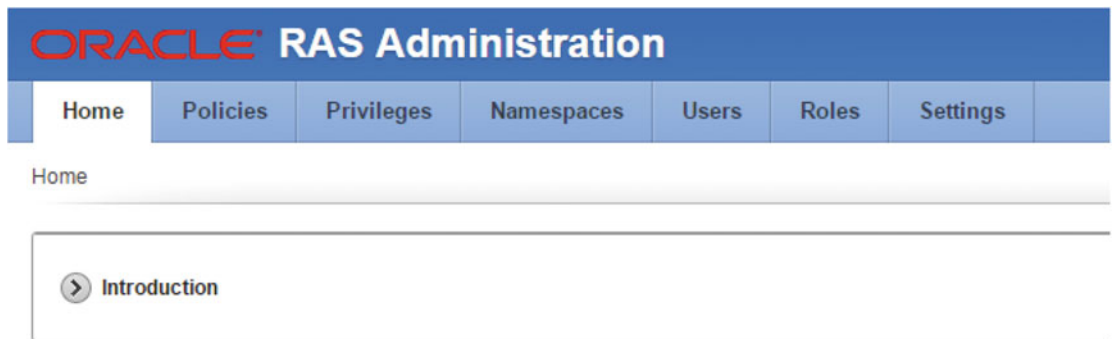 ORACLE RAS Administration
Home Policies Privileges Namespaces Users Roles Settings
Home
Introduction